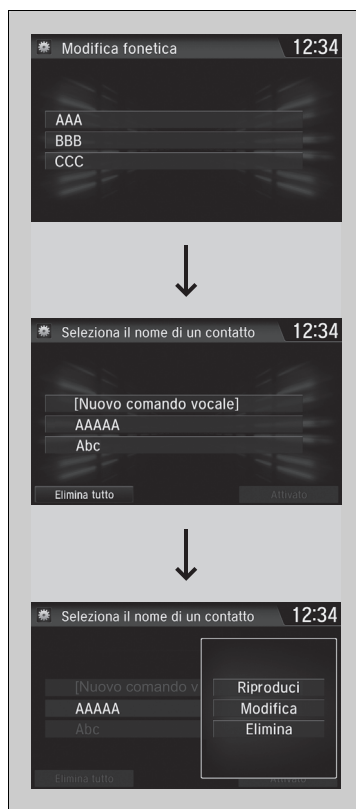 Modifica fonetica 12:34
AAA
BBB
CCC
Seleziona il nome di un contatto 12:34
[Nuovo comando vocale]
AAAAA
Abc
Elimina tutto Attivato
Seleziona il nome di un contatto 12:34
[Nuovo comando v Riproduci
AAAAA Modifica
Abc Elimina
Elimina tutto Attivato